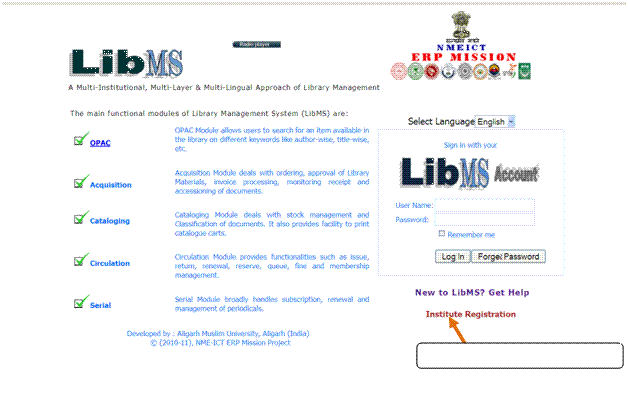 Radio player
LibMS
NMEICT
ERP MISSION
A Multi-Institutional, Multi-Layer & Multi-Lingual Approach of Library Management
The main functional modules of Library Management System (LibMS) are:
OPAC
OPAC Module allows users to search for an item available in
the library on different keywords like author-wise, title-wise,
etc.
Acquisition
Acquisition Module deals with ordering, approval of Library
Materials, invoice processing, monitoring receipt and
accessioning of documents.
Cataloging
Cataloging Module deals with stock management and
Classification of documents. It also provides facility to print
catalogue carts.
Circulation
Circulation Module provides functionalities such as issue,
return, renewal, reserve, queue, fine and membership
management.
Serial
Serial Module broadly handles subscription, renewal and
management of periodicals.
Developed by : Aligarh Muslim University, Aligarh (India)
© (2010-11), NME-ICT ERP Mission Project
Select Language English
Sign in with your
LibMS Account
User Name:
Password:
Remember me
Log In
Forget Password
New to LibMS? Get Help
Institute Registration